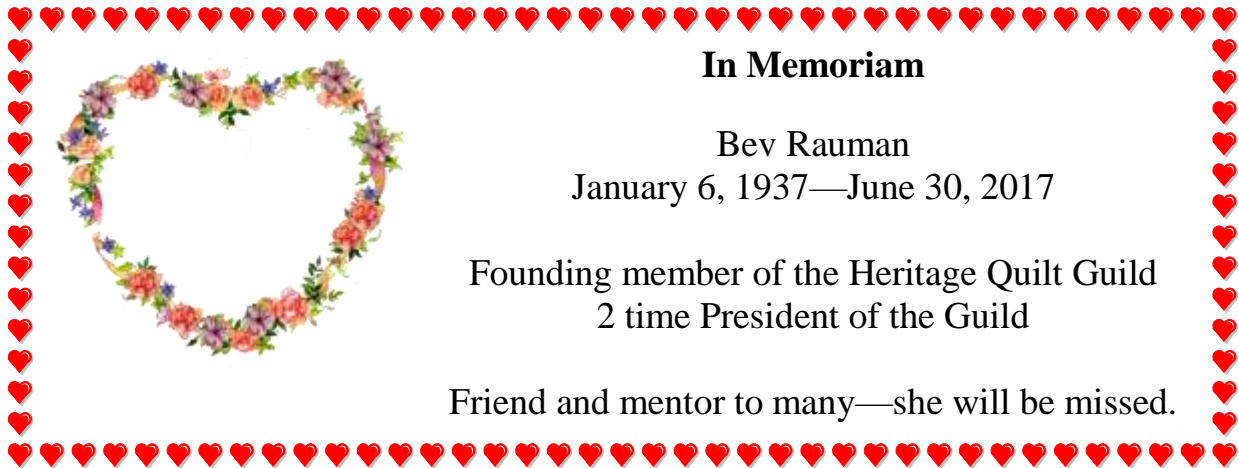 In Memoriam
Bev Rauman
January 6, 1937—June 30, 2017
Founding member of the Heritage Quilt Guild
2 time President of the Guild
Friend and mentor to many—she will be missed.